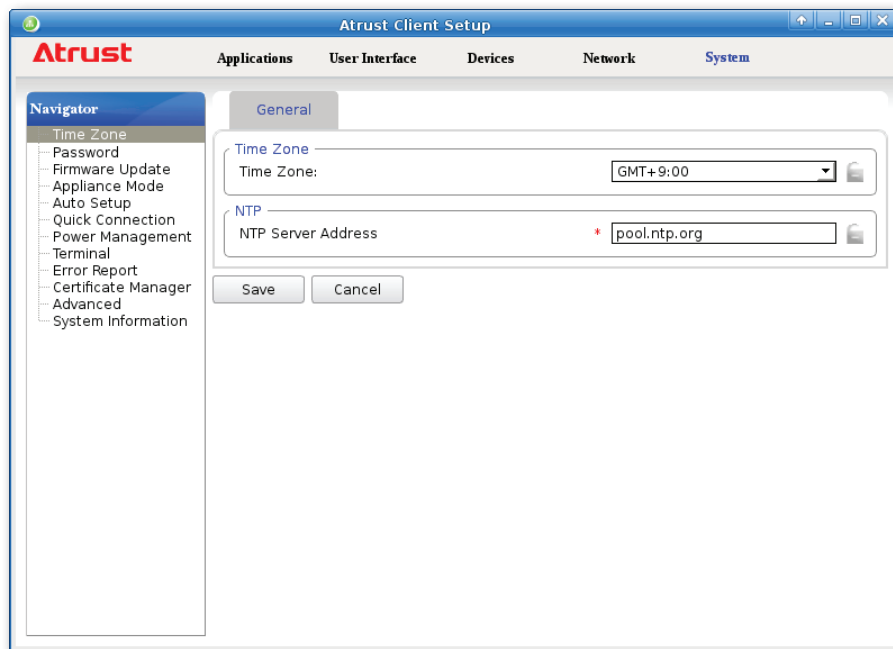 Atrust Client Setup
Atrust
Applications User Interface Devices Network System
Navigator
Time Zone
Password
Firmware Update
Appliance Mode
Auto Setup
Quick Connection
Power Management
Terminal
Error Report
Certificate Manager
Advanced
System Information
General
Time Zone
Time Zone: GMT+9:00
NTP
NTP Server Address * pool.ntp.org
Save Cancel